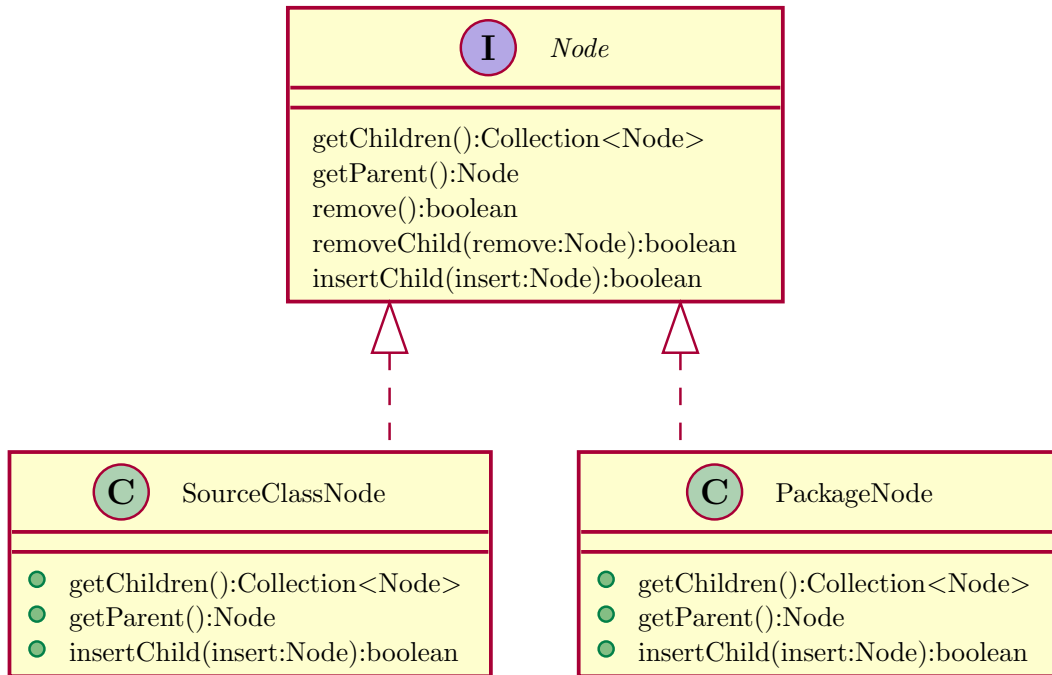 I Node
getChildren():Collection<Node>
getParent():Node
remove():boolean
removeChild(remove:Node):boolean
insertChild(insert:Node):boolean
C SourceClassNode
getChildren():Collection<Node>
getParent():Node
insertChild(insert:Node):boolean
C PackageNode
getChildren():Collection<Node>
getParent():Node
insertChild(insert:Node):boolean